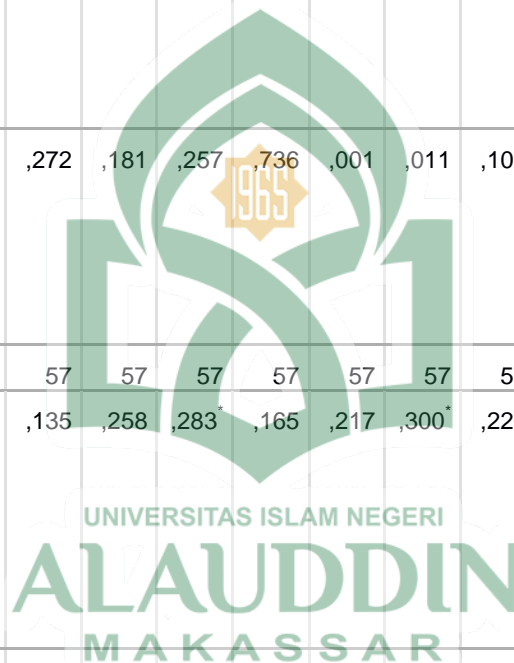 ,272 ,181 ,257 ,736 ,001 ,011 ,10
1965
57 57 57 57 57 57 5
,135 ,258 ,283* ,165 ,217 ,300* ,22
UNIVERSITAS ISLAM NEGERI
ALAUDDIN
MAKASSAR